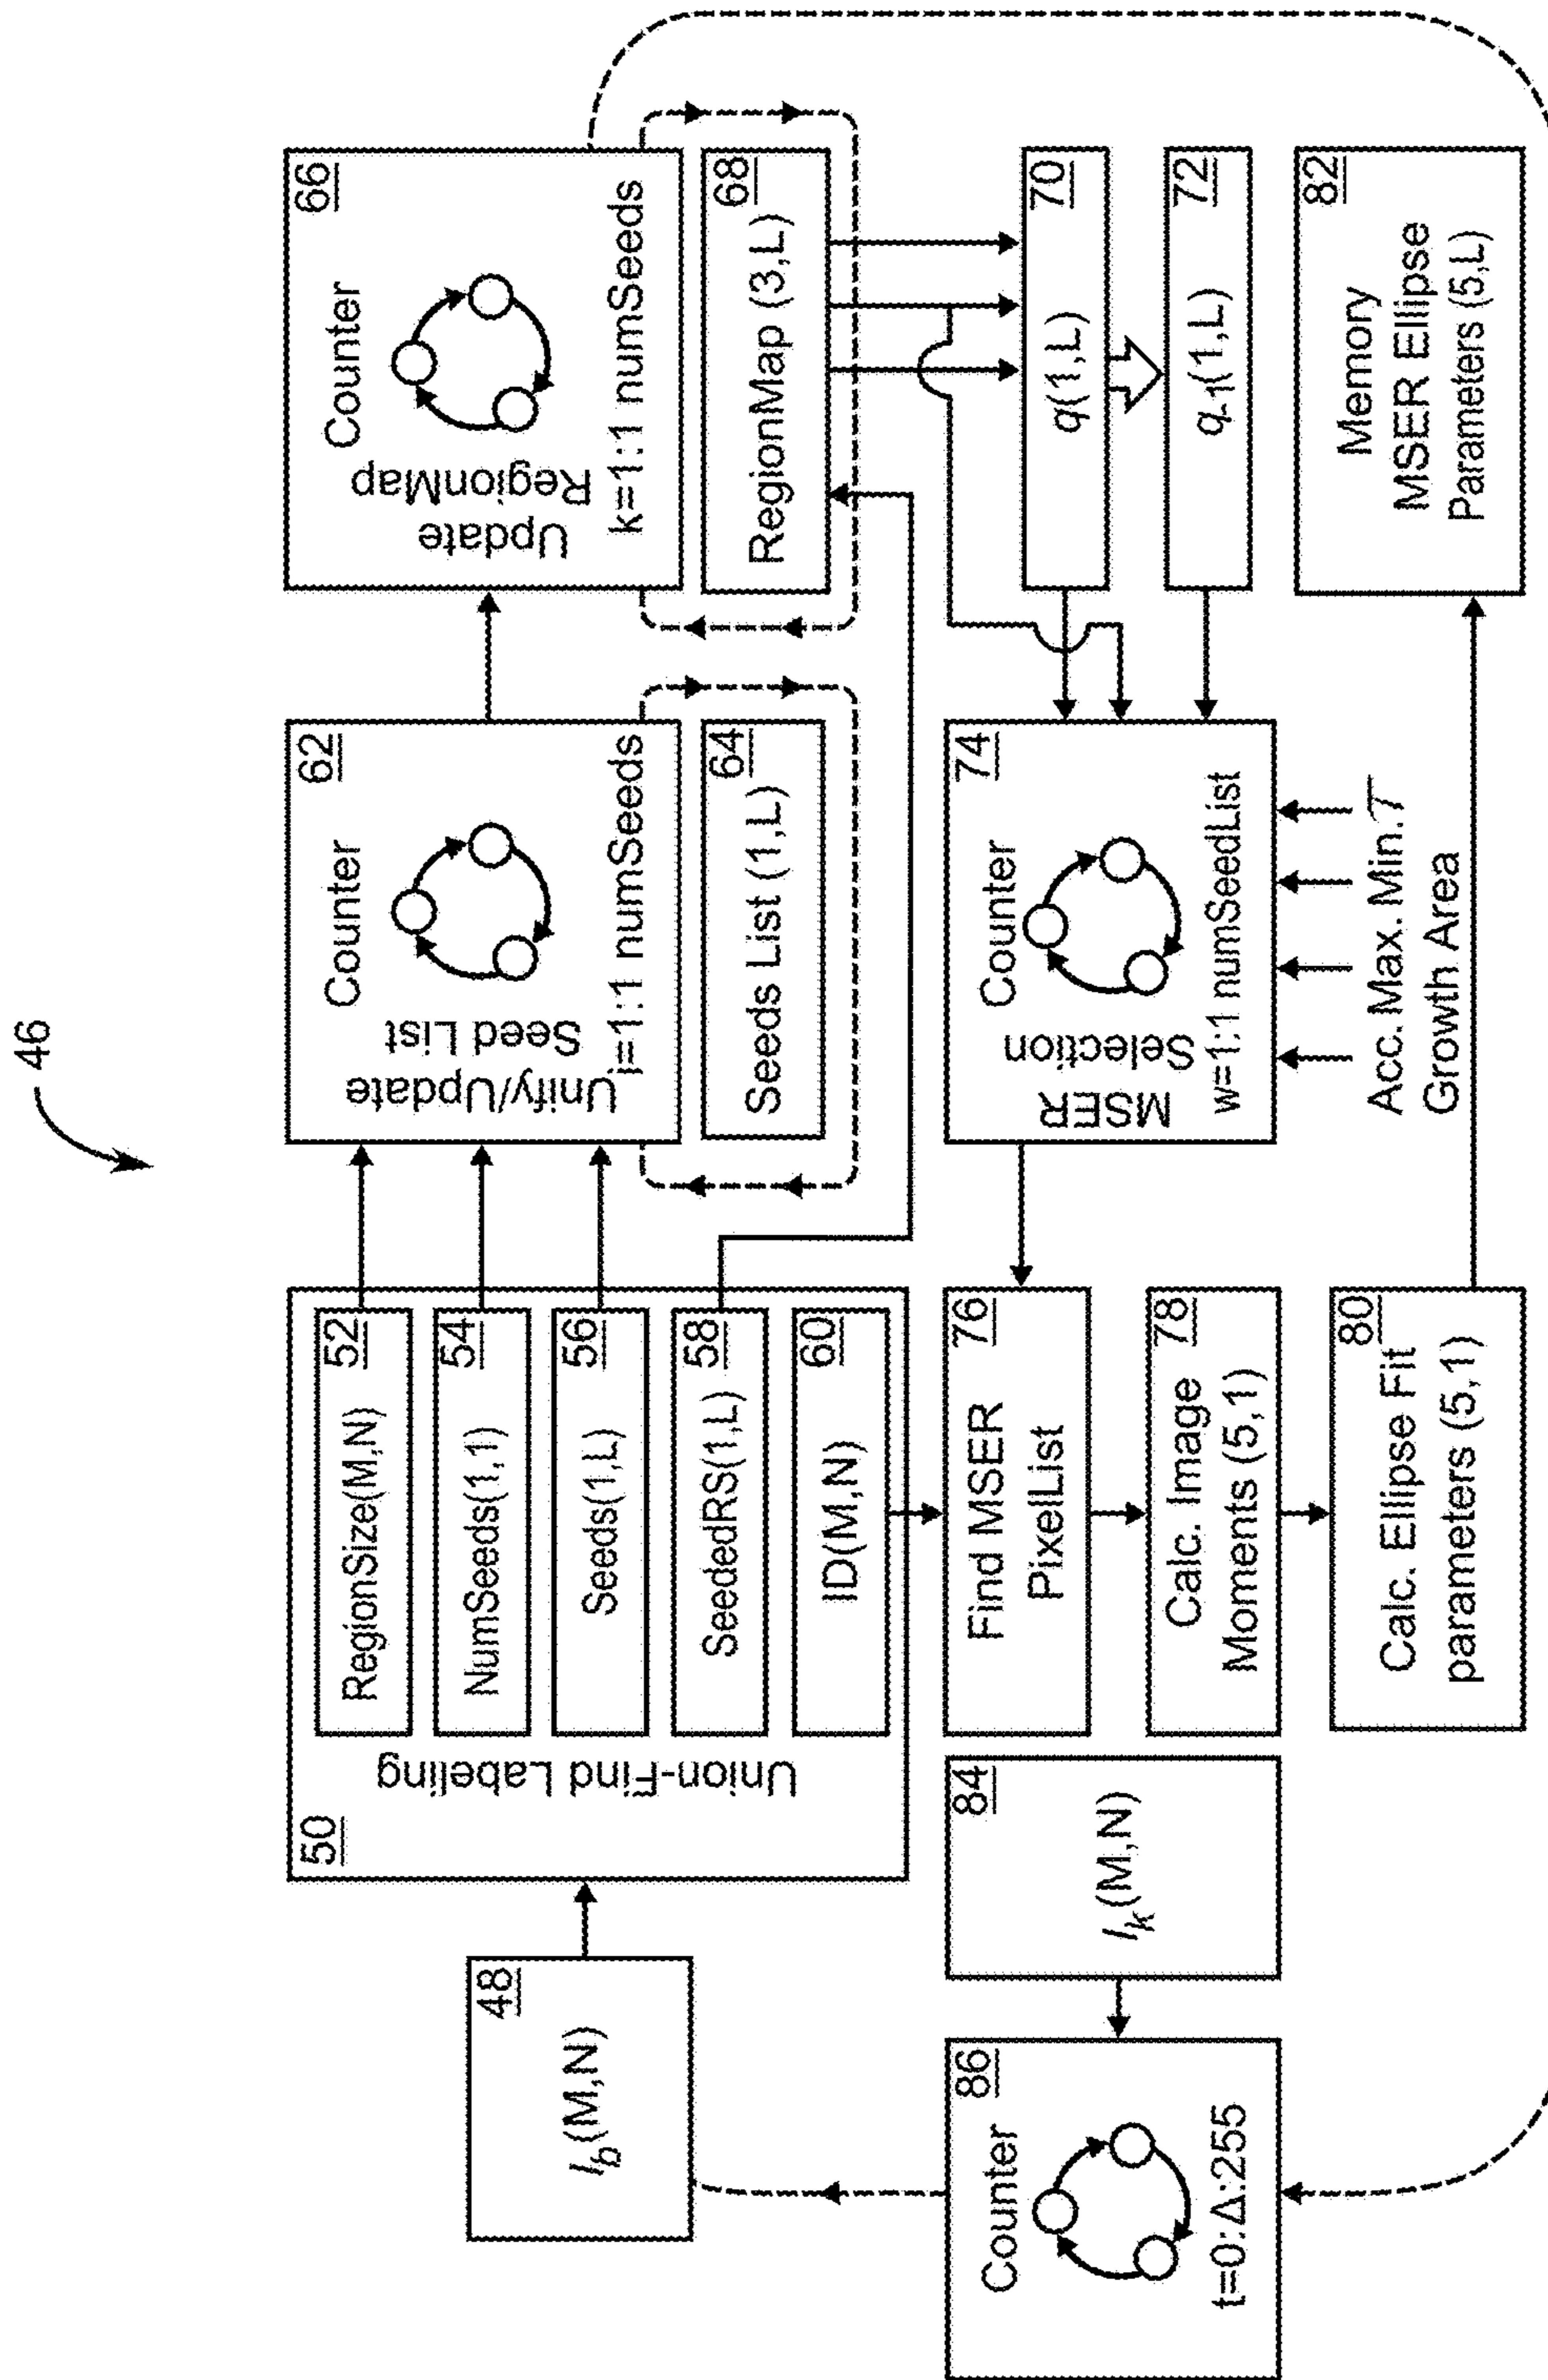 46
48
I_b(M,N)
50
Union-Find Labeling
RegionSize(M,N)
52
NumSeeds(1,1)
54
Seeds(1,L)
56
SeededRS(1,L)
58
ID(M,N)
60
62
Counter
Unify/Update
Seed List
i=1:1 numSeeds
64
Seeds List (1,L)
66
Counter
Update
RegionMap
k=1:1 numSeeds
68
RegionMap (3,L)
70
q(1,L)
72
q-1(1,L)
74
Counter
MSER
Selection
w=1:1 numSeedList
Acc. Max. Min. 𝒯
Growth Area
76
Find MSER
PixelList
78
Calc. Image
Moments (5,1)
80
Calc. Ellipse Fit
parameters (5,1)
82
Memory
MSER Ellipse
Parameters (5,L)
84
I_k(M,N)
86
Counter
t=0:Δ:255